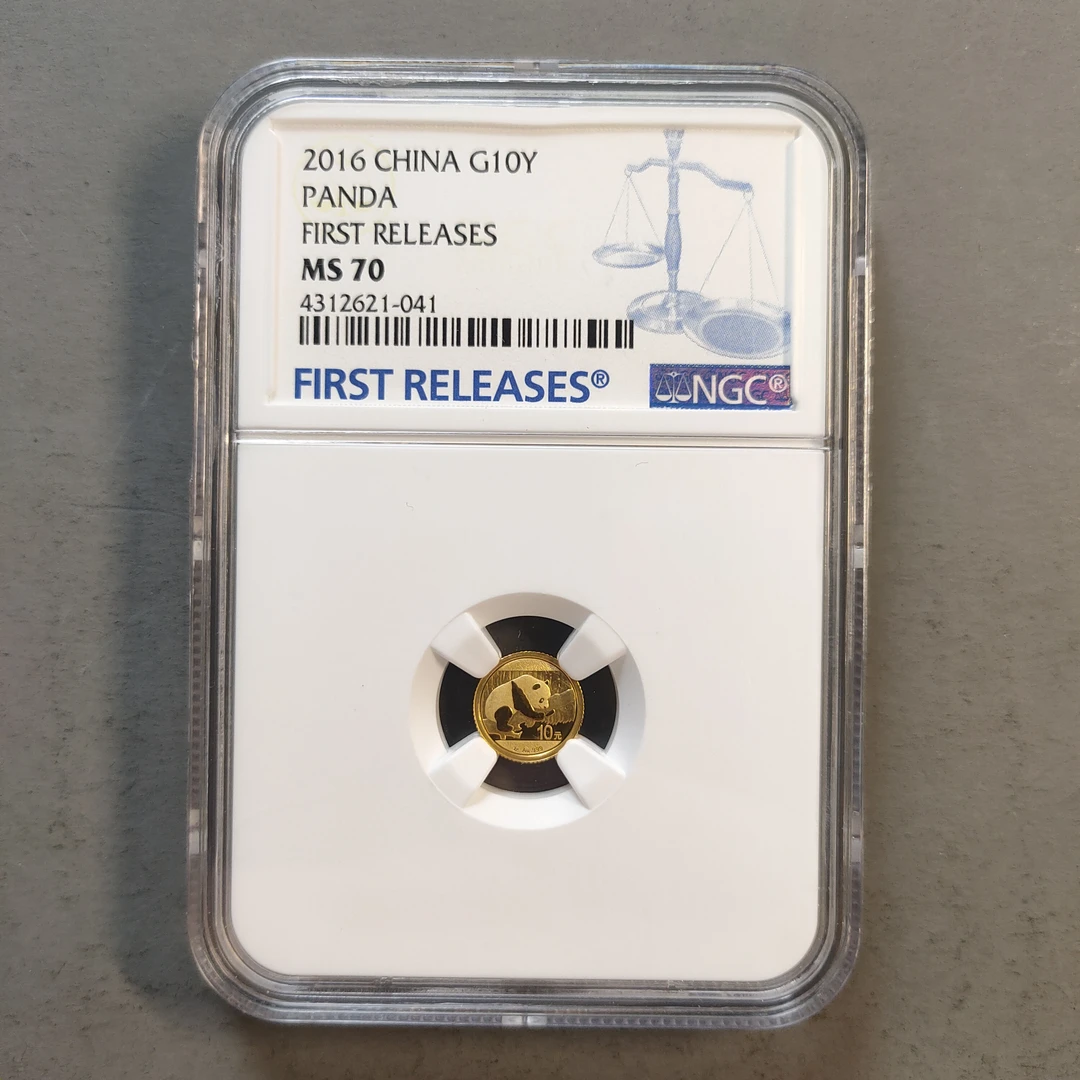 2016 CHINA G10Y
PANDA
FIRST RELEASES
MS 70
4312621-041
FIRST RELEASES®
NGC®
10元